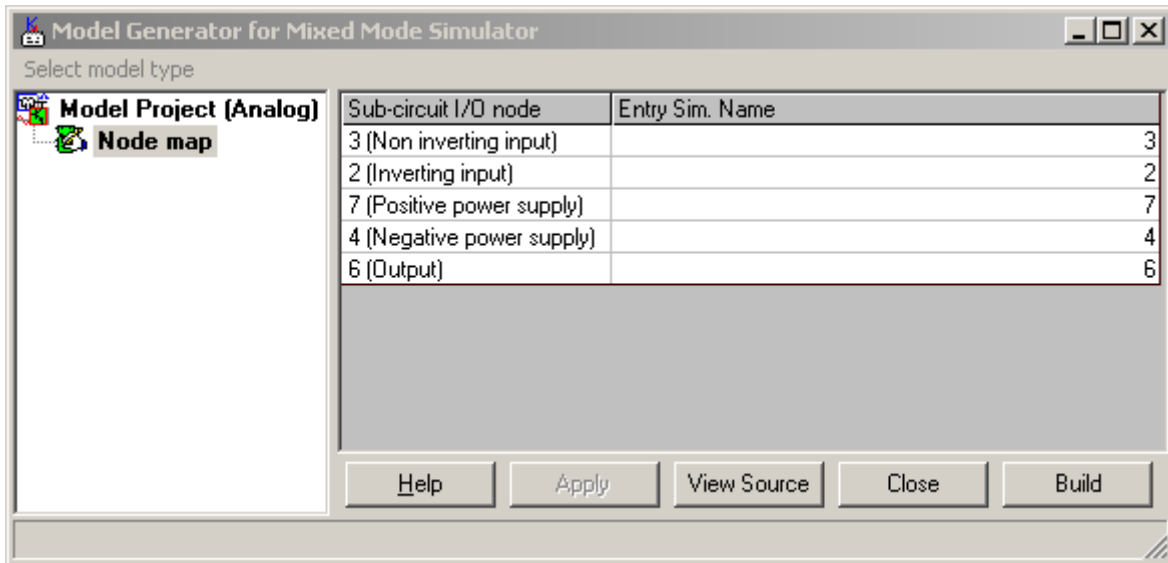 Model Generator for Mixed Mode Simulator
Select model type
Model Project (Analog)
Node map
Sub-circuit I/O node Entry Sim. Name
3 (Non inverting input) 3
2 (Inverting input) 2
7 (Positive power supply) 7
4 (Negative power supply) 4
6 (Output) 6
Help Apply View Source Close Build